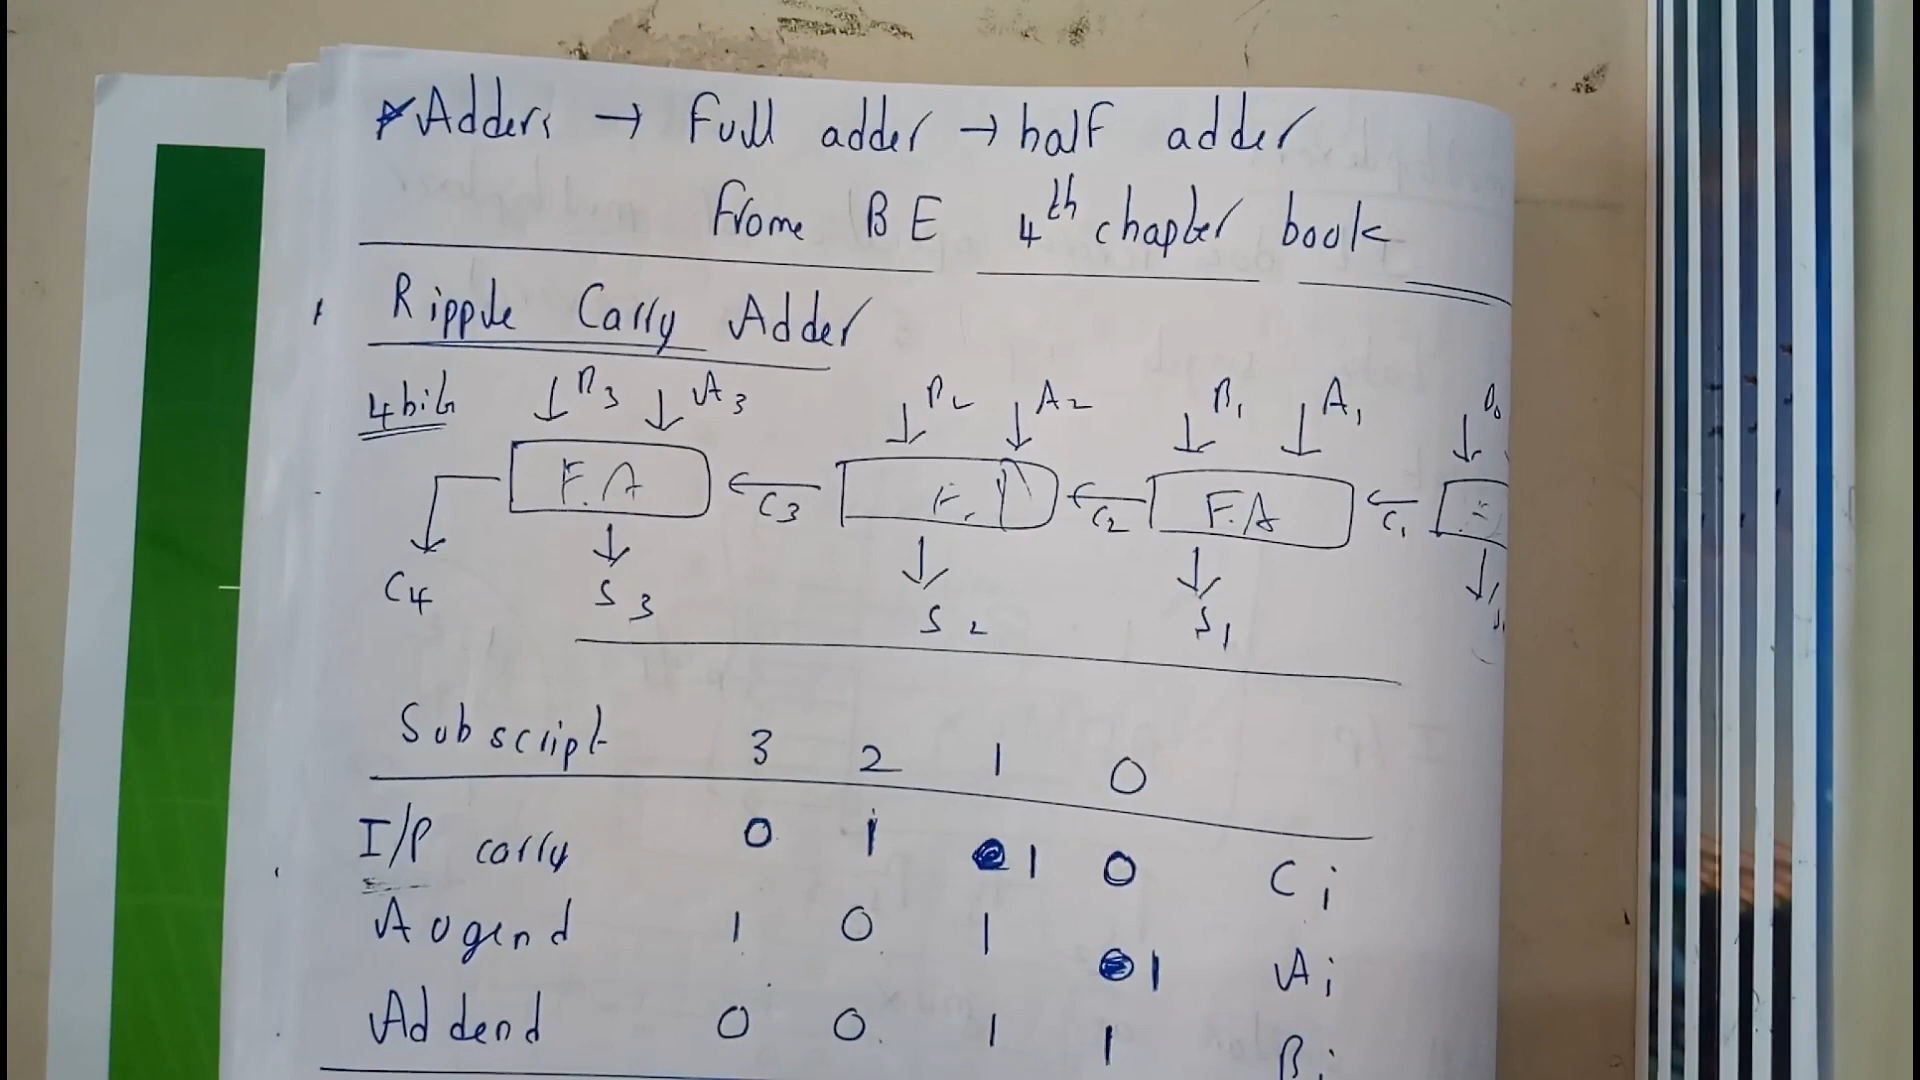 Adders → Full adder → half adder
frome BE 4th chapter book
Ripple Carry Adder
4 bit B3 A3 B2 A2 B1 A1
F.A C3 C2 F.A C1
C4 S3 S2 S1
Subscript 3 2 1 0
I/P carry 0 1 1 0 Ci
Augend 1 0 1 1 Ai
Addend 0 0 1 1 Bi